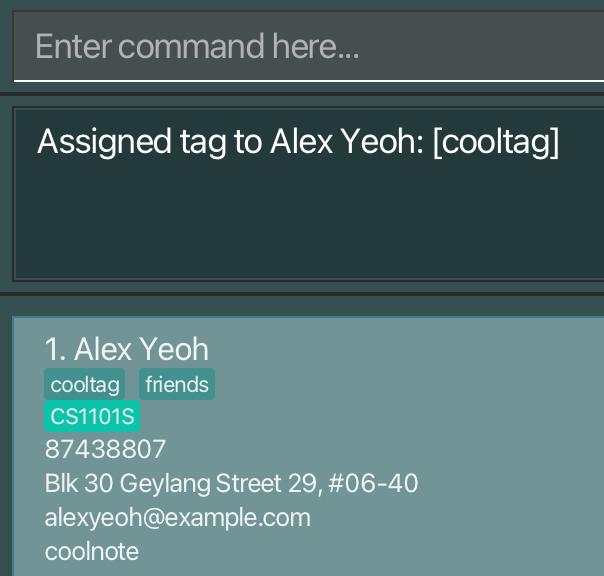 Enter command here...
Assigned tag to Alex Yeoh: [cooltag]
1. Alex Yeoh
cooltag friends
CS1101S
87438807
Blk 30 Geylang Street 29, #06-40
alexyeoh@example.com
coolnote